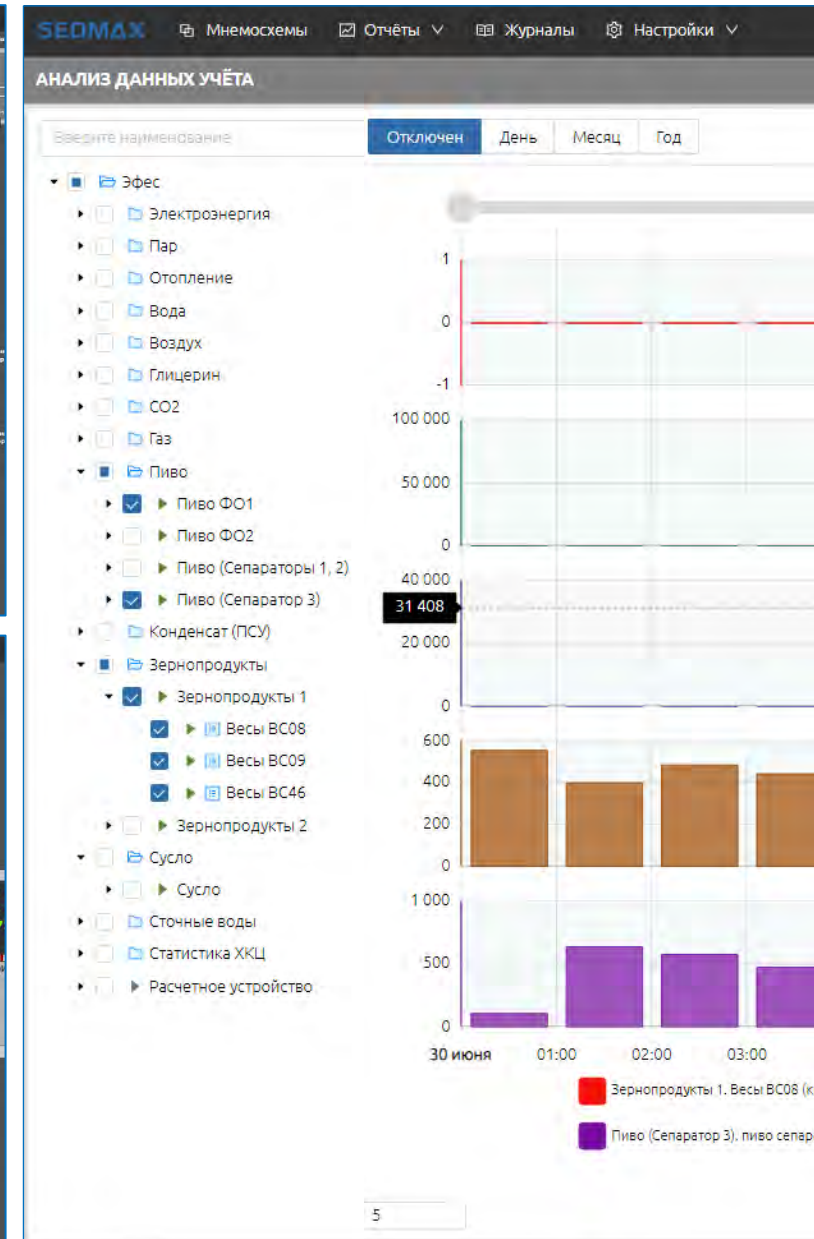 SEDMAX Мнемосхемы Отчёты Журналы Настройки
АНАЛИЗ ДАННЫХ УЧЁТА
Введите наименование
Отключен День Месяц Год
Эфес
Электроэнергия
Пар
Отопление
Вода
Воздух
Глицерин
CO2
Газ
Пиво
Пиво ФО1
Пиво ФО2
Пиво (Сепараторы 1, 2)
Пиво (Сепаратор 3)
Конденсат (ПСУ)
Зернопродукты
Зернопродукты 1
Весы ВС08
Весы ВС09
Весы ВС46
Зернопродукты 2
Сусло
Сусло
Сточные воды
Статистика ХКЦ
Расчетное устройство
1
0
-1
100 000
50 000
0
40 000
31 408
20 000
0
600
400
200
0
1 000
500
0
30 июня 01:00 02:00 03:00
Зернопродукты 1. Весы ВС08 (к
Пиво (Сепаратор 3). пиво сепар
5